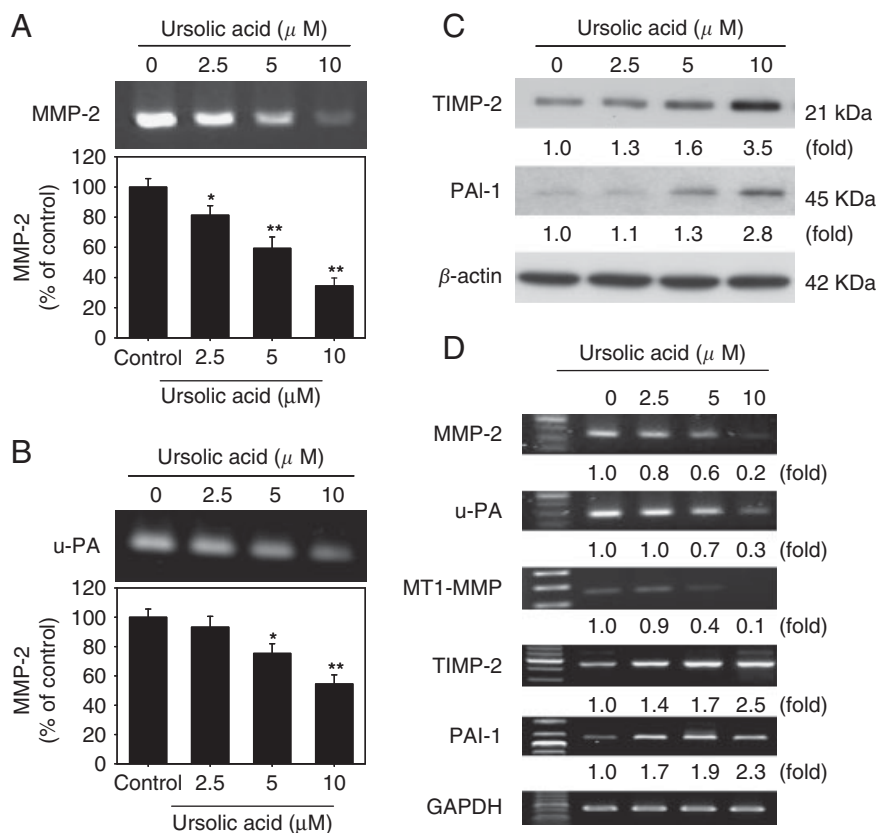 A
Ursolic acid (μ M)
0 2.5 5 10
MMP-2
120
100
80
60
40
20
0
MMP-2
(% of control)
*
**
**
Control 2.5 5 10
Ursolic acid (μM)
B
Ursolic acid (μ M)
0 2.5 5 10
u-PA
120
100
80
60
40
20
0
MMP-2
(% of control)
*
**
Control 2.5 5 10
Ursolic acid (μM)
C
Ursolic acid (μ M)
0 2.5 5 10
TIMP-2 21 kDa
1.0 1.3 1.6 3.5 (fold)
PAI-1 45 KDa
1.0 1.1 1.3 2.8 (fold)
β-actin 42 KDa
D
Ursolic acid (μ M)
0 2.5 5 10
MMP-2
1.0 0.8 0.6 0.2 (fold)
u-PA
1.0 1.0 0.7 0.3 (fold)
MT1-MMP
1.0 0.9 0.4 0.1 (fold)
TIMP-2
1.0 1.4 1.7 2.5 (fold)
PAI-1
1.0 1.7 1.9 2.3 (fold)
GAPDH